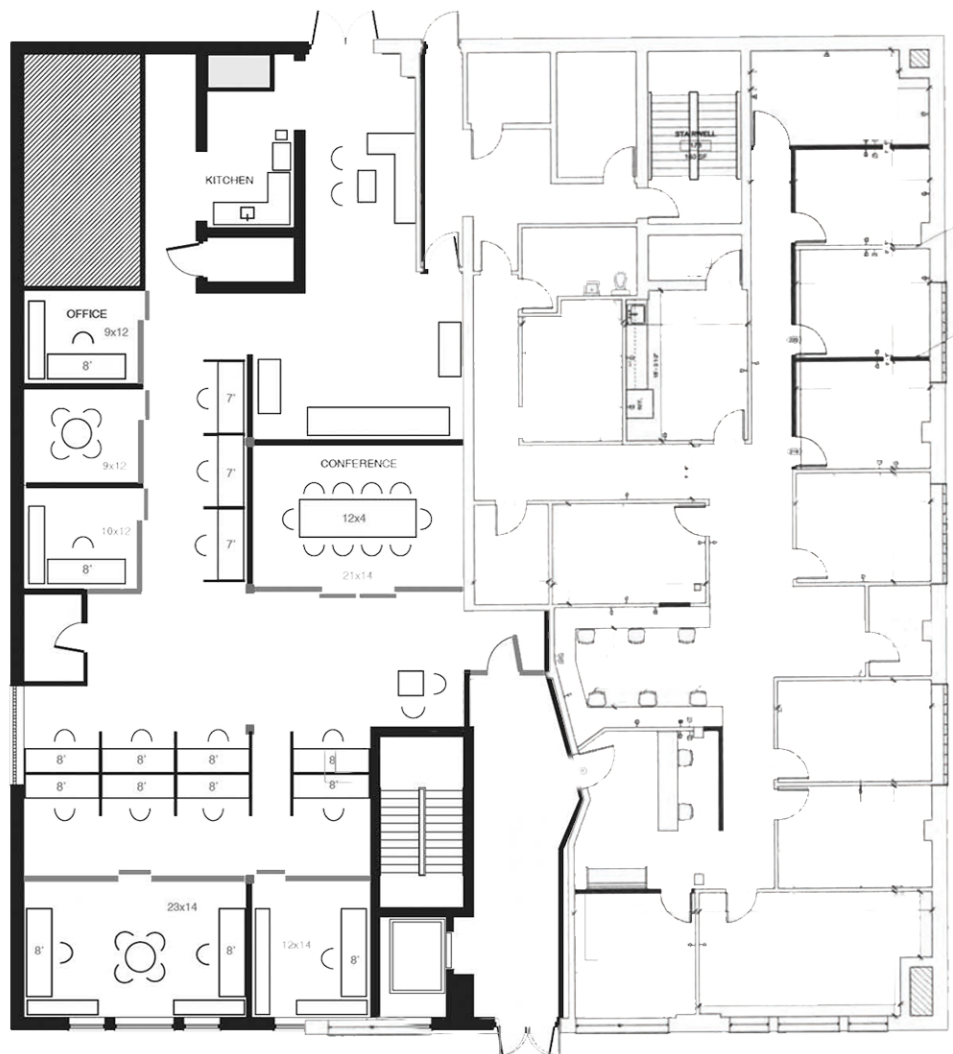 STAIRWELL
KITCHEN
OFFICE
9x12
8'
7'
9x12
7'
CONFERENCE
12x4
10x12
7'
8'
21x14
8'
8'
8'
8
8'
8'
8'
8'
23x14
8'
8'
12x14
8'